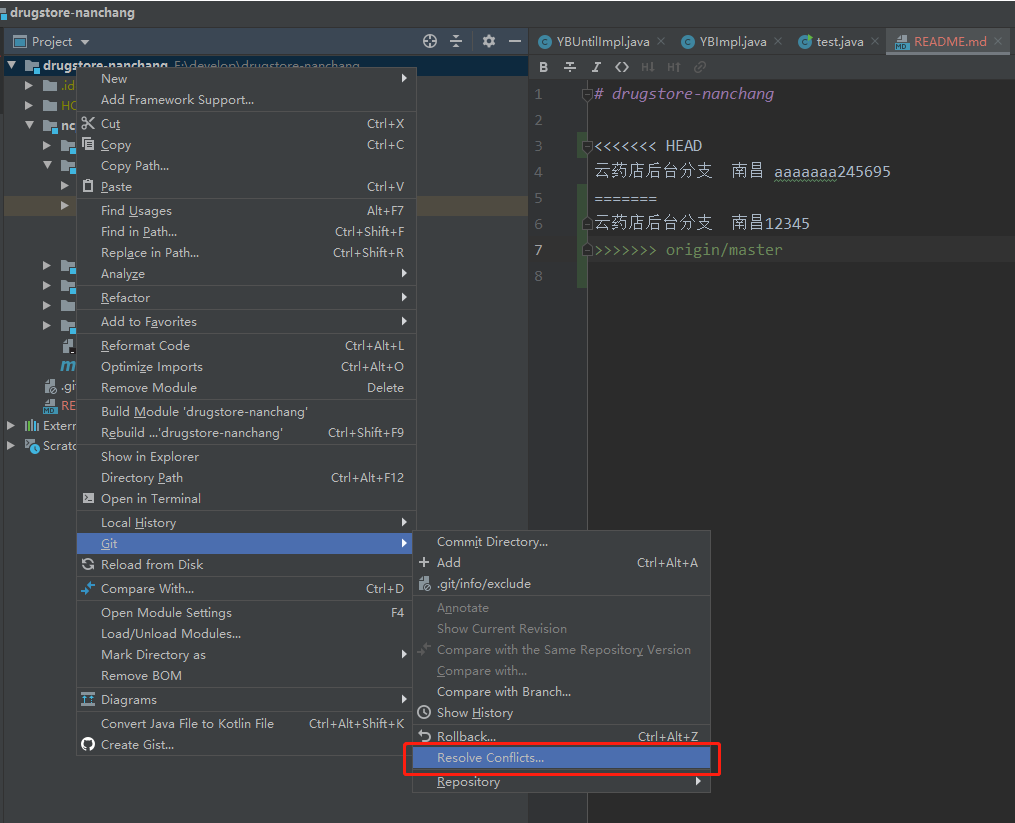 drugstore-nanchang
Project
YBUntilImpl.java
YBImpl.java
test.java
README.md
drugstore-nanchang E:\develop\drugstore-nanchang
.id
HO
nc
m
.gi
RE
Extern
Scratc
New
Add Framework Support...
Cut Ctrl+X
Copy Ctrl+C
Copy Path...
Paste Ctrl+V
Find Usages Alt+F7
Find in Path... Ctrl+Shift+F
Replace in Path... Ctrl+Shift+R
Analyze
Refactor
Add to Favorites
Reformat Code Ctrl+Alt+L
Optimize Imports Ctrl+Alt+O
Remove Module Delete
Build Module 'drugstore-nanchang'
Rebuild ...'drugstore-nanchang' Ctrl+Shift+F9
Show in Explorer
Directory Path Ctrl+Alt+F12
Open in Terminal
Local History
Git
Reload from Disk
Compare With... Ctrl+D
Open Module Settings F4
Load/Unload Modules...
Mark Directory as
Remove BOM
Diagrams
Convert Java File to Kotlin File Ctrl+Alt+Shift+K
Create Gist...
Commit Directory...
Add Ctrl+Alt+A
.git/info/exclude
Annotate
Show Current Revision
Compare with the Same Repository Version
Compare with...
Compare with Branch...
Show History
Rollback... Ctrl+Alt+Z
Resolve Conflicts...
Repository
B I <> H↓ H↑
1 # drugstore-nanchang
2
3 <<<<<<< HEAD
4 云药店后台分支 南昌 aaaaaaa245695
5 =======
6 云药店后台分支 南昌12345
7 >>>>>>> origin/master
8